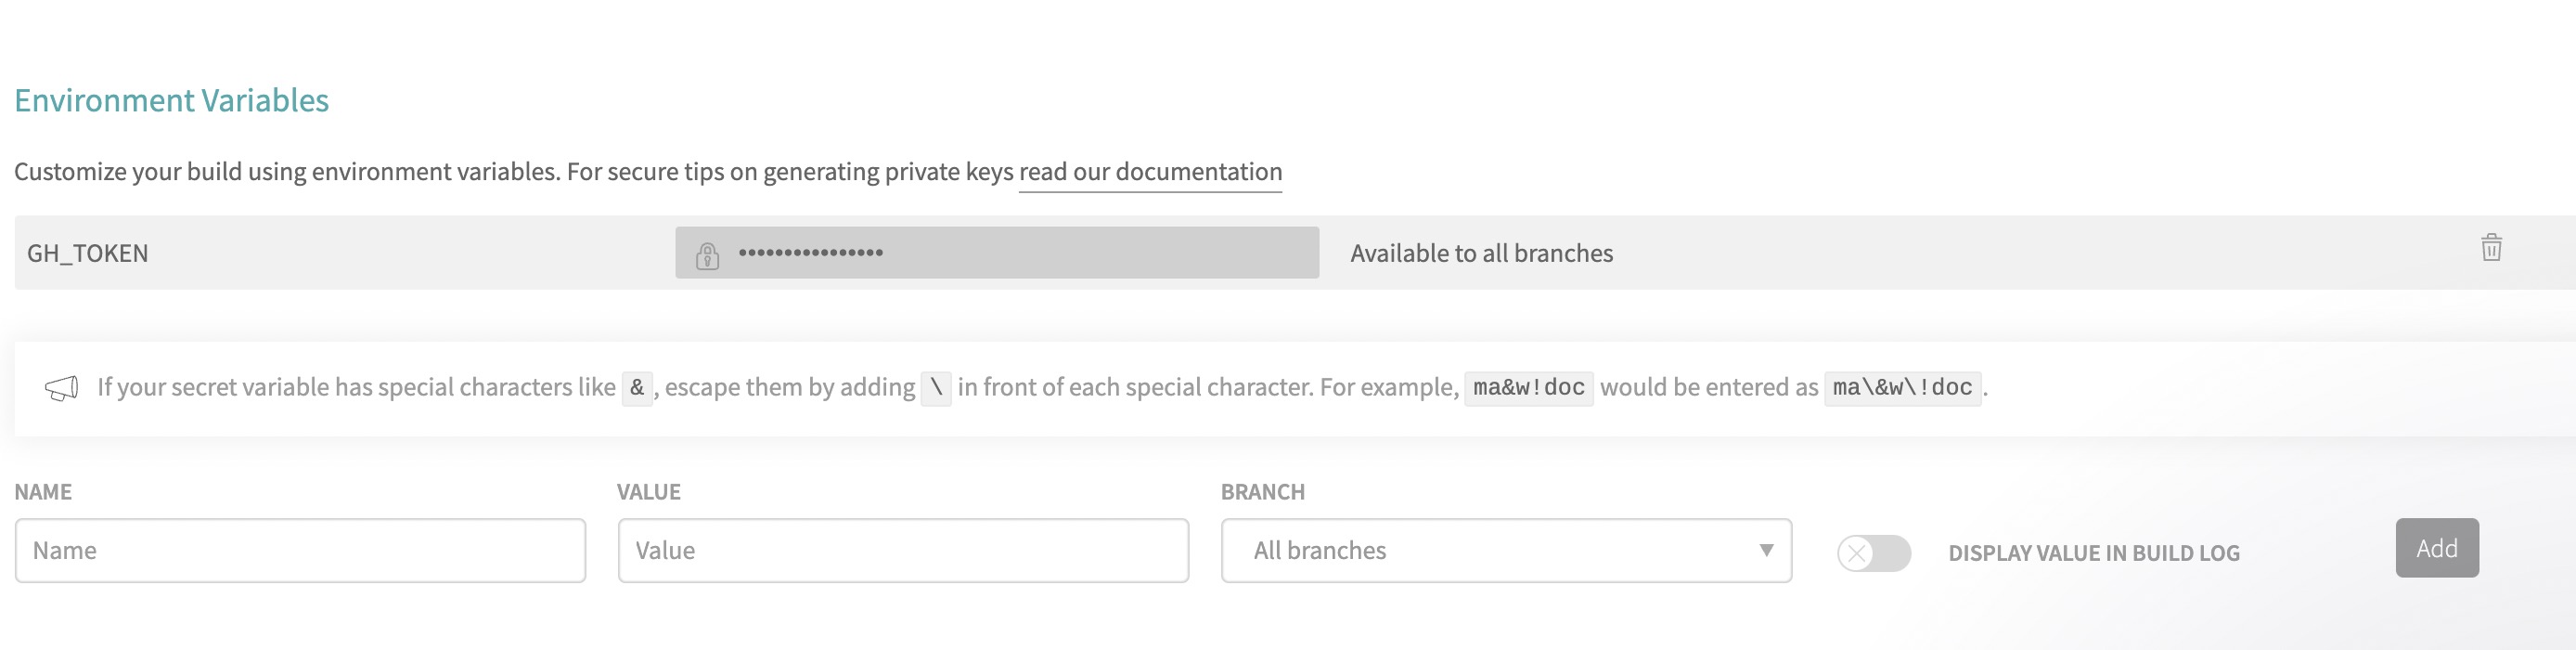 Environment Variables
Customize your build using environment variables. For secure tips on generating private keys read our documentation
GH_TOKEN •••••••••••••••• Available to all branches
If your secret variable has special characters like & , escape them by adding \ in front of each special character. For example, ma&w!doc would be entered as ma\&w\!doc .
NAME VALUE BRANCH
Name Value All branches DISPLAY VALUE IN BUILD LOG Add